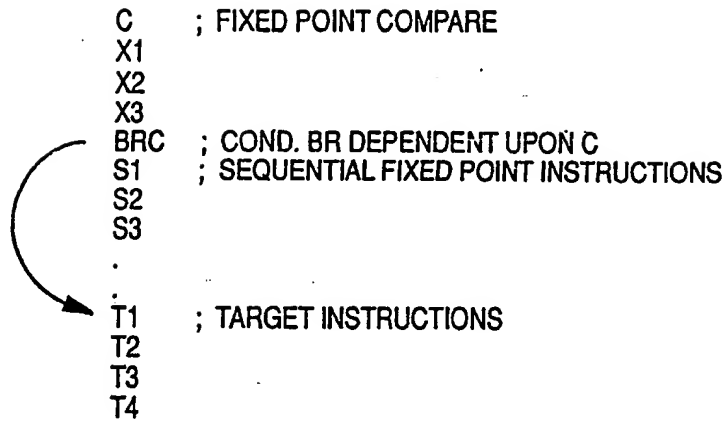 C ; FIXED POINT COMPARE
X1
X2
X3
BRC ; COND. BR DEPENDENT UPON C
S1 ; SEQUENTIAL FIXED POINT INSTRUCTIONS
S2
S3
.
.
T1 ; TARGET INSTRUCTIONS
T2
T3
T4